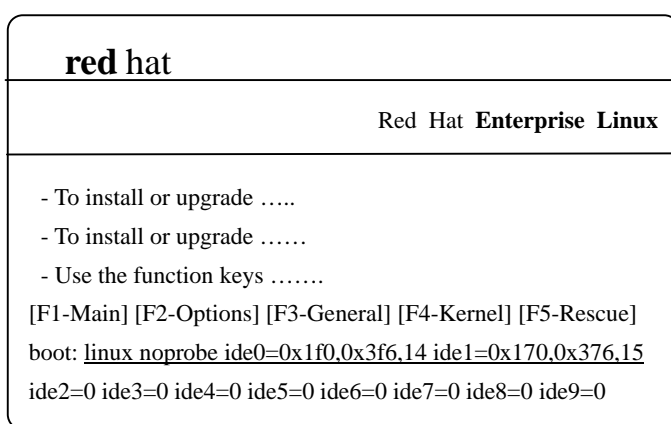 red hat
Red Hat Enterprise Linux
- To install or upgrade …..
- To install or upgrade ……
- Use the function keys …….
[F1-Main] [F2-Options] [F3-General] [F4-Kernel] [F5-Rescue]
boot: linux noprobe ide0=0x1f0,0x3f6,14 ide1=0x170,0x376,15
ide2=0 ide3=0 ide4=0 ide5=0 ide6=0 ide7=0 ide8=0 ide9=0